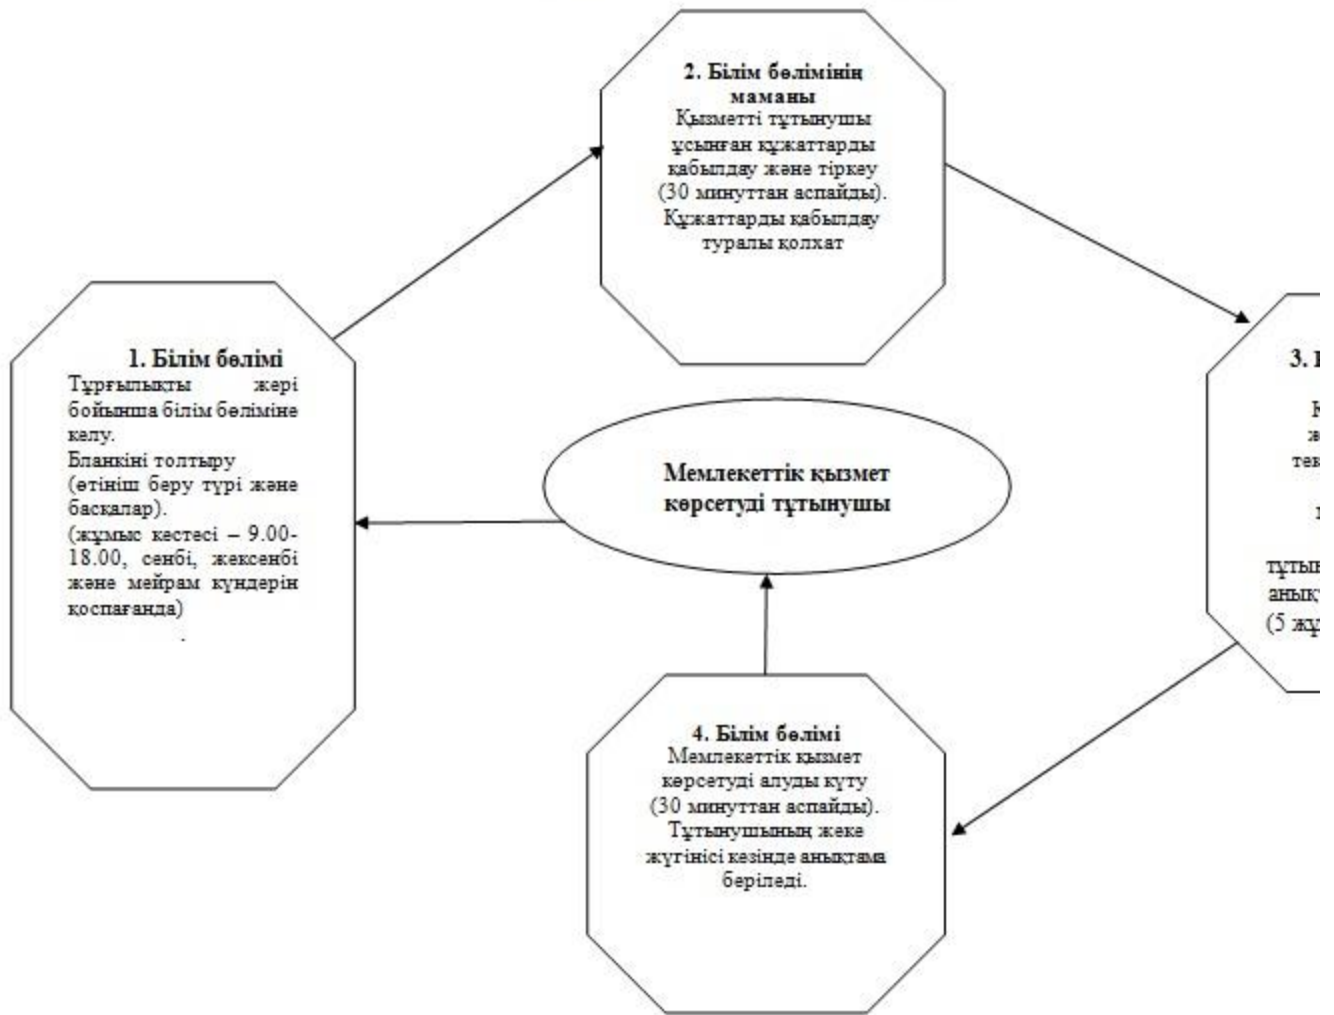 2. Білім бөлімінің
маманы
Қызметті тұтынушы
ұсынған құжаттарды
қабылдау және тіркеу
(30 минуттан аспайды).
Құжаттарды қабылдау
туралы қолхат
1. Білім бөлімі
Тұрғылықты жері
бойынша білім бөліміне
келу.
Бланкіні толтыру
(өтініш беру түрі және
басқалар).
(жұмыс кестесі – 9.00-
18.00, сенбі, жексенбі
және мейрам күндерін
қоспағанда)
.
Мемлекеттік қызмет
көрсетуді тұтынушы
3.
тек
(5
4. Білім бөлімі
Мемлекеттік қызмет
көрсетуді алуды күту
(30 минуттан аспайды).
Тұтынушының жеке
жүгінісі кезінде анықтама
беріледі.